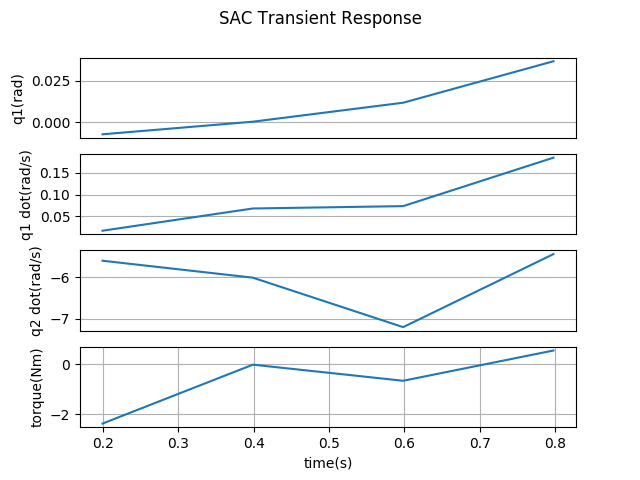 SAC Transient Response
q1(rad)
0.025
0.000
q1 dot(rad/s)
0.15
0.10
0.05
q2 dot(rad/s)
−6
−7
torque(Nm)
0
−2
0.2 0.3 0.4 0.5 0.6 0.7 0.8
time(s)